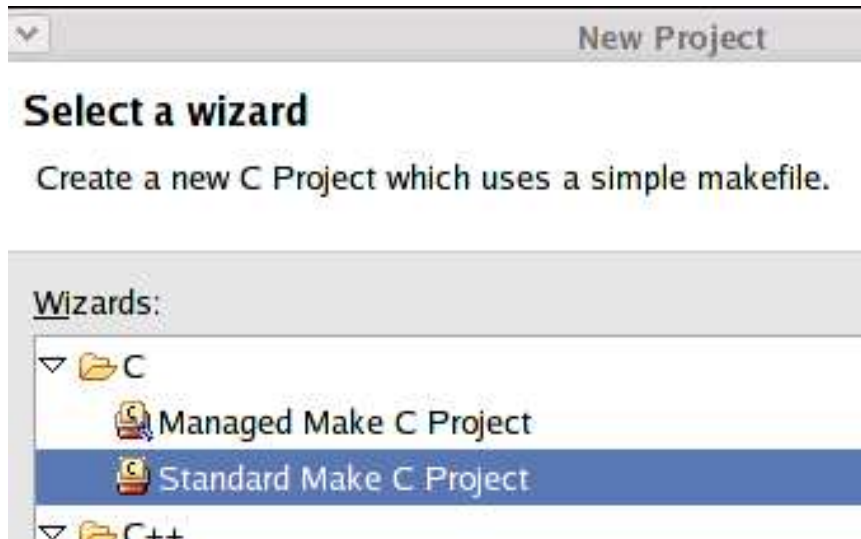 New Project
Select a wizard
Create a new C Project which uses a simple makefile.
Wizards:
C
Managed Make C Project
Standard Make C Project
C++